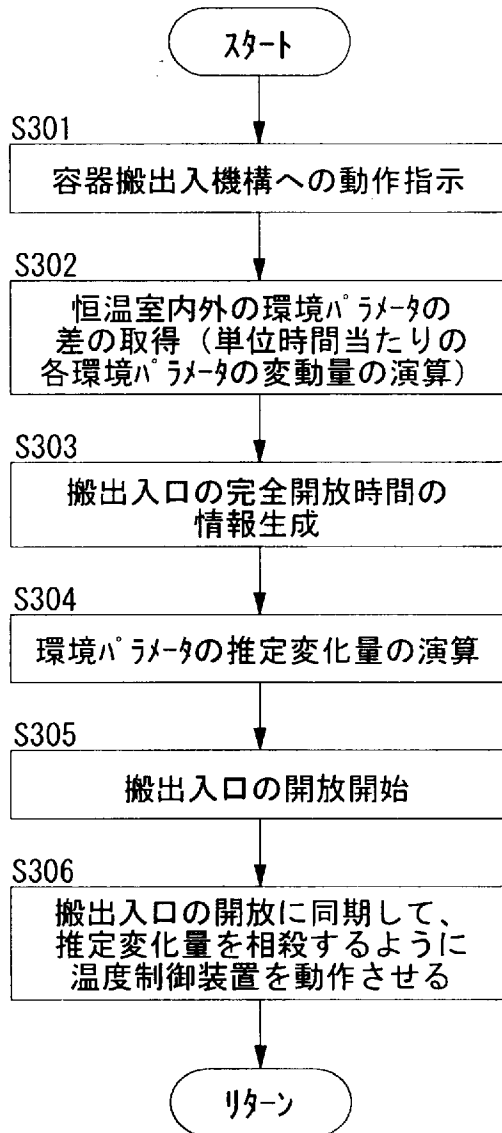 スタート
S301
容器搬出入機構への動作指示
S302
恒温室内外の環境パラメータの
差の取得（単位時間当たりの
各環境パラメータの変動量の演算）
S303
搬出入口の完全開放時間の
情報生成
S304
環境パラメータの推定変化量の演算
S305
搬出入口の開放開始
S306
搬出入口の開放に同期して、
推定変化量を相殺するように
温度制御装置を動作させる
リターン